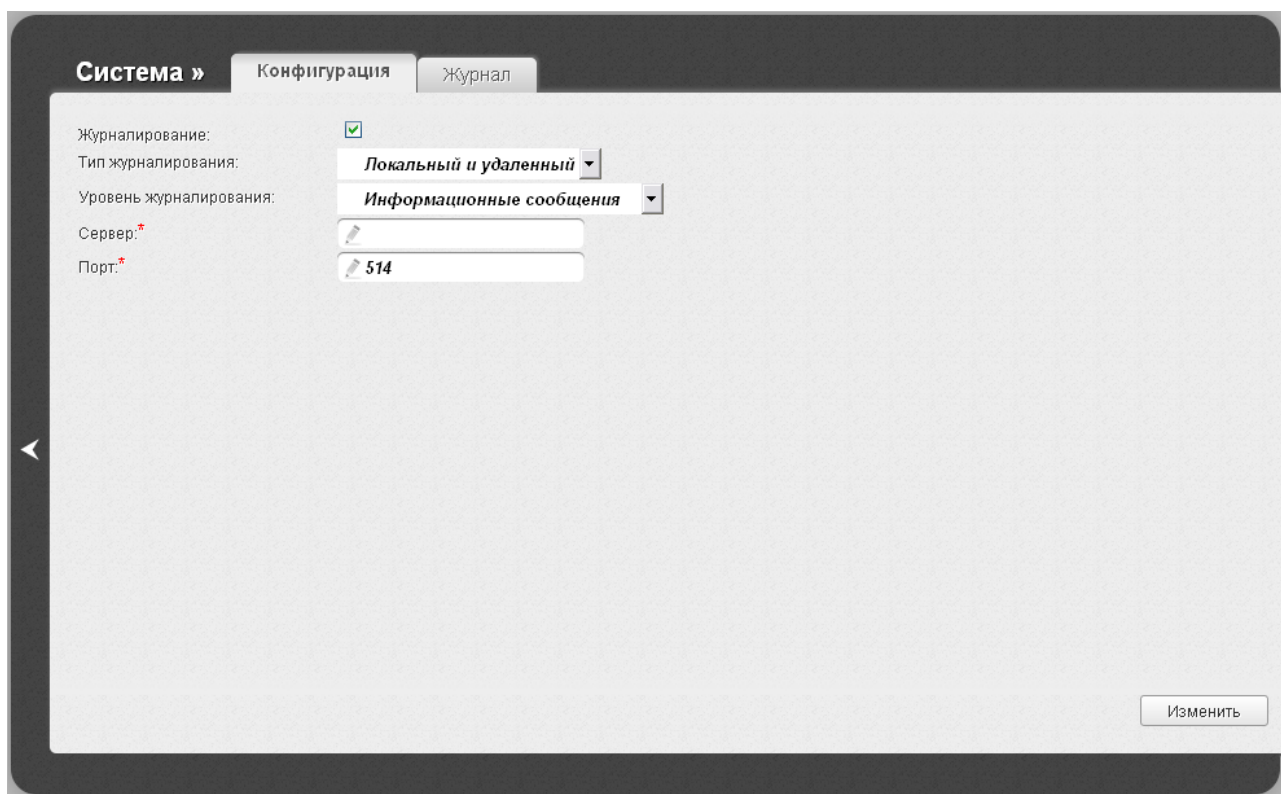 Система » Конфигурация Журнал
Журналирование:
Тип журналирования: Локальный и удаленный
Уровень журналирования: Информационные сообщения
Сервер:*
Порт:* 514
Изменить